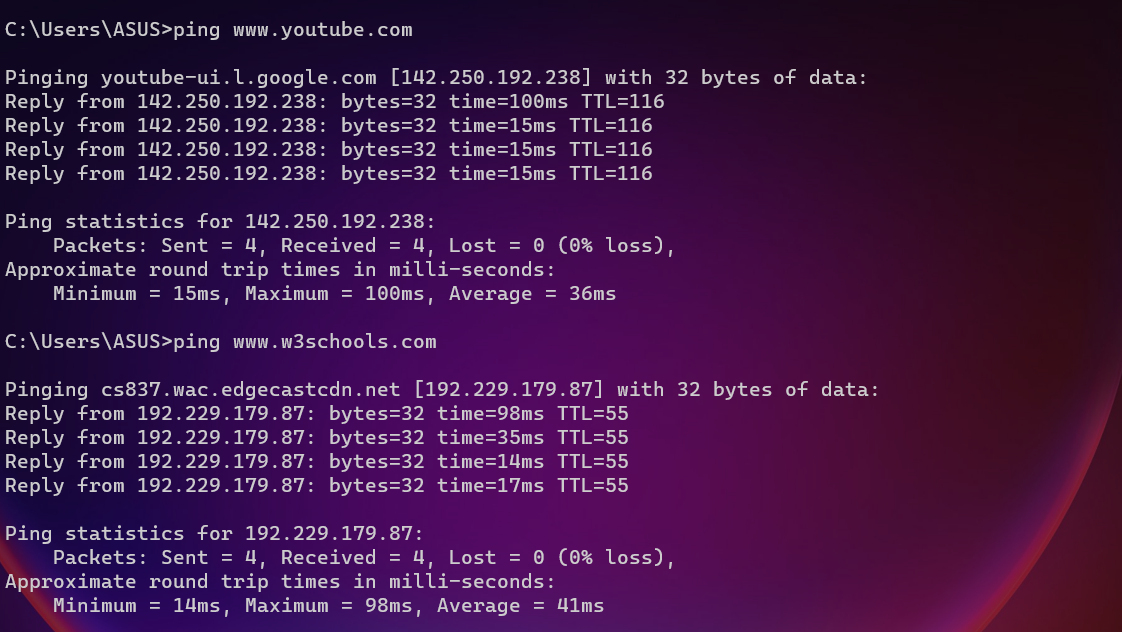 C:\Users\ASUS>ping www.youtube.com
Pinging youtube-ui.l.google.com [142.250.192.238] with 32 bytes of data:
Reply from 142.250.192.238: bytes=32 time=100ms TTL=116
Reply from 142.250.192.238: bytes=32 time=15ms TTL=116
Reply from 142.250.192.238: bytes=32 time=15ms TTL=116
Reply from 142.250.192.238: bytes=32 time=15ms TTL=116
Ping statistics for 142.250.192.238:
    Packets: Sent = 4, Received = 4, Lost = 0 (0% loss),
Approximate round trip times in milli-seconds:
    Minimum = 15ms, Maximum = 100ms, Average = 36ms
C:\Users\ASUS>ping www.w3schools.com
Pinging cs837.wac.edgecastcdn.net [192.229.179.87] with 32 bytes of data:
Reply from 192.229.179.87: bytes=32 time=98ms TTL=55
Reply from 192.229.179.87: bytes=32 time=35ms TTL=55
Reply from 192.229.179.87: bytes=32 time=14ms TTL=55
Reply from 192.229.179.87: bytes=32 time=17ms TTL=55
Ping statistics for 192.229.179.87:
    Packets: Sent = 4, Received = 4, Lost = 0 (0% loss),
Approximate round trip times in milli-seconds:
    Minimum = 14ms, Maximum = 98ms, Average = 41ms